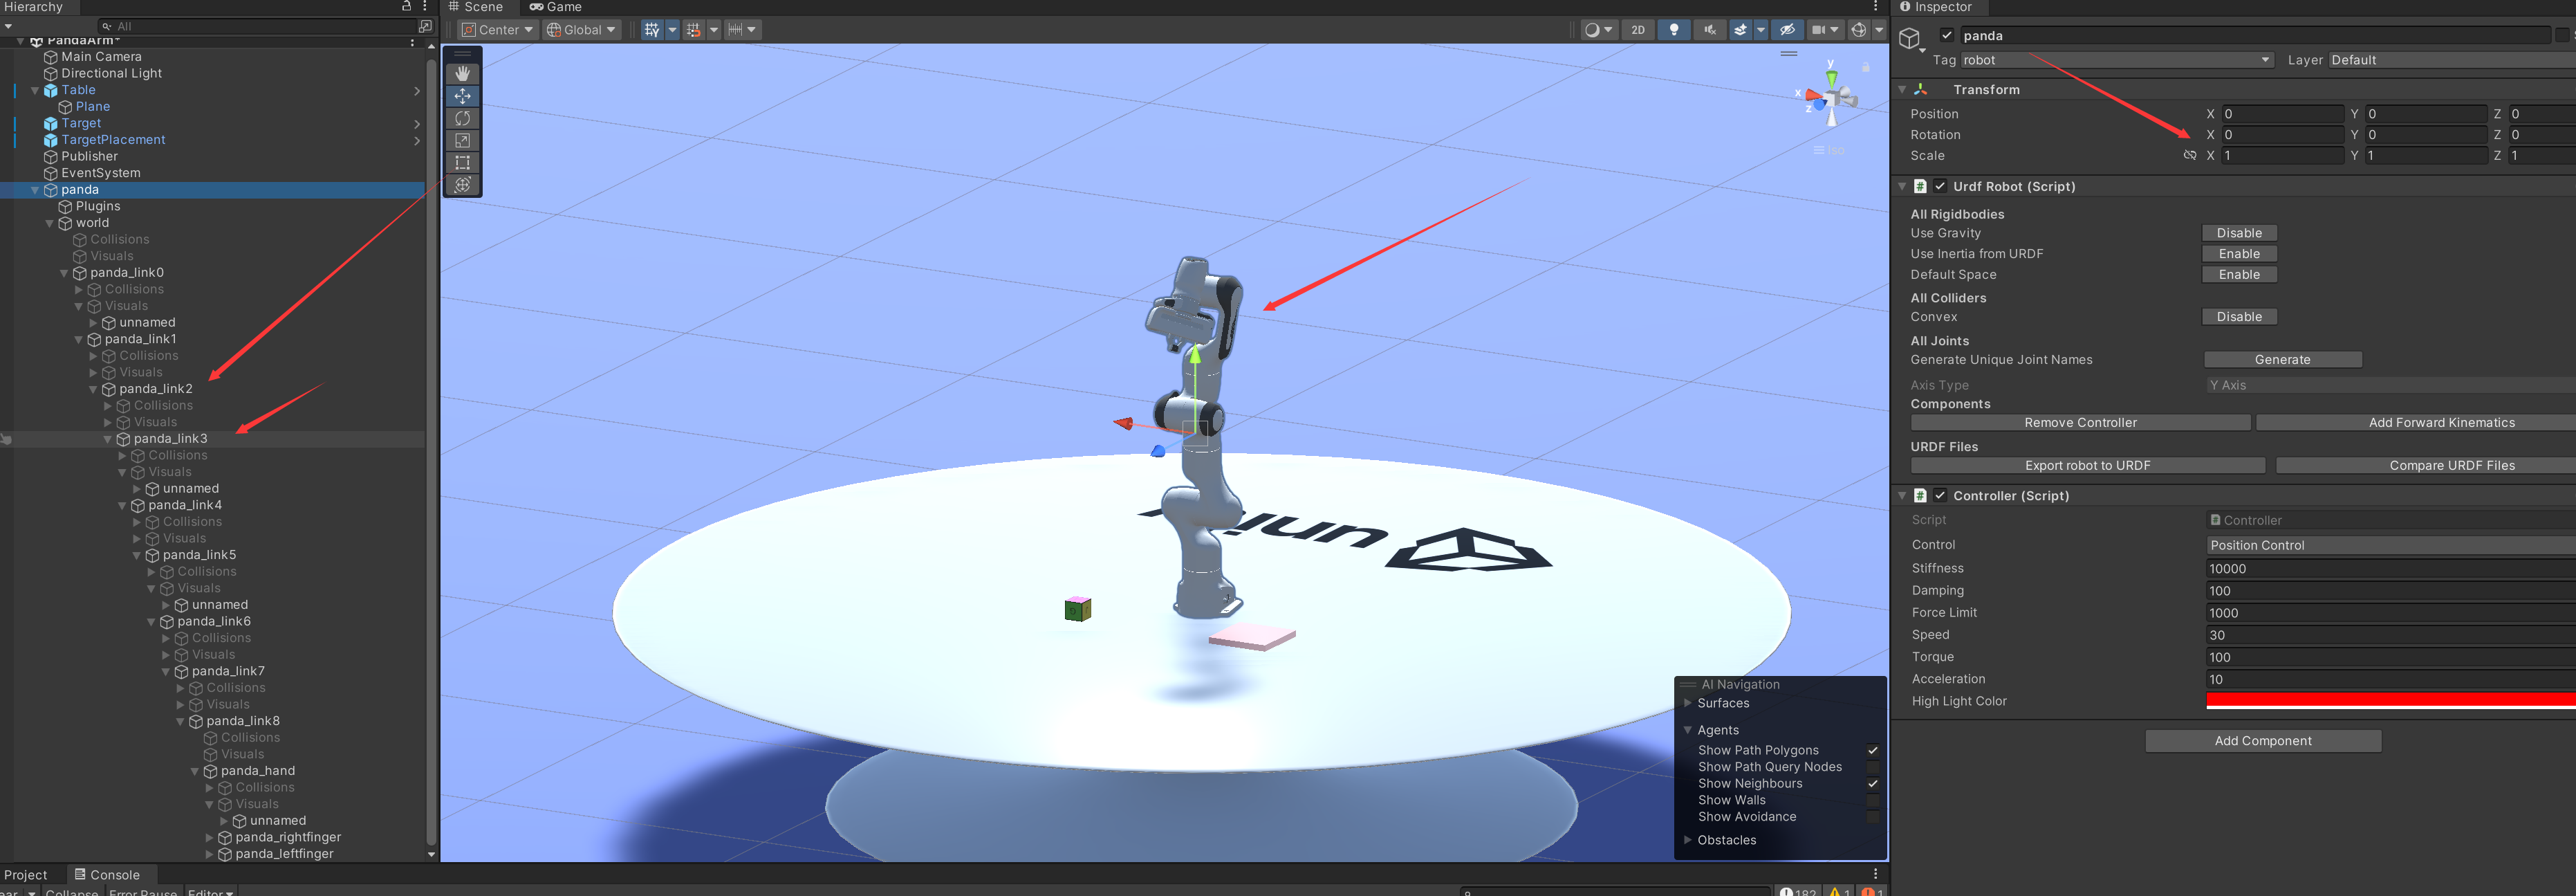 Hierarchy
All
PandaArm*
Main Camera
Directional Light
Table
Plane
Target
TargetPlacement
Publisher
EventSystem
panda
Plugins
world
Collisions
Visuals
panda_link0
Collisions
Visuals
unnamed
panda_link1
Collisions
Visuals
panda_link2
Collisions
Visuals
panda_link3
Collisions
Visuals
unnamed
panda_link4
Collisions
Visuals
panda_link5
Collisions
Visuals
unnamed
panda_link6
Collisions
Visuals
panda_link7
Collisions
Visuals
panda_link8
Collisions
Visuals
panda_hand
Collisions
Visuals
unnamed
panda_rightfinger
panda_leftfinger
Project Console
Collapse Error Pause Editor
182 1 1
Scene Game
Center Global 2D
y
x
z
Iso
AI Navigation
Surfaces
Agents
Show Path Polygons
Show Path Query Nodes
Show Neighbours
Show Walls
Show Avoidance
Obstacles
Inspector
panda
Tag robot Layer Default
Transform
Position X 0 Y 0 Z 0
Rotation X 0 Y 0 Z 0
Scale X 1 Y 1 Z 1
Urdf Robot (Script)
All Rigidbodies
Use Gravity Disable
Use Inertia from URDF Enable
Default Space Enable
All Colliders
Convex Disable
All Joints
Generate Unique Joint Names Generate
Axis Type Y Axis
Components
Remove Controller Add Forward Kinematics
URDF Files
Export robot to URDF Compare URDF Files
Controller (Script)
Script Controller
Control Position Control
Stiffness 10000
Damping 100
Force Limit 1000
Speed 30
Torque 100
Acceleration 10
High Light Color
Add Component